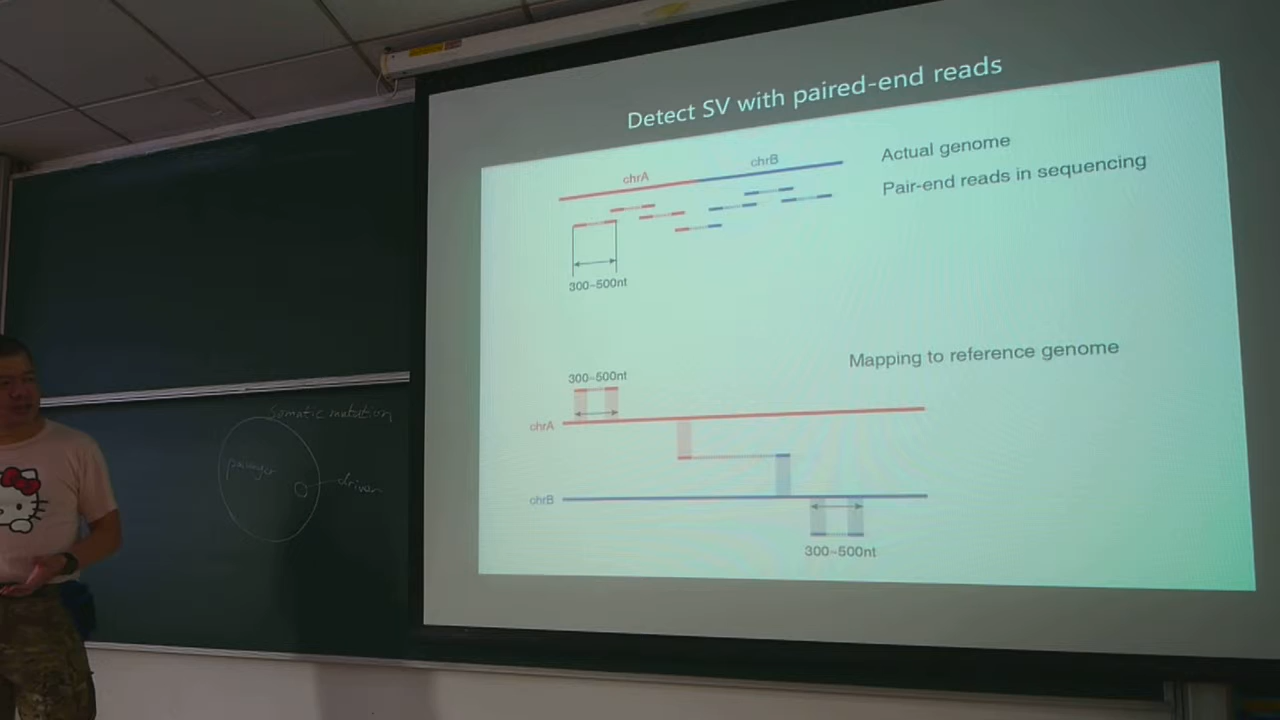 Detect SV with paired-end reads
chrA
chrB
Actual genome
Pair-end reads in sequencing
300-500nt
Mapping to reference genome
300-500nt
chrA
chrB
300-500nt
Somatic mutation
driver